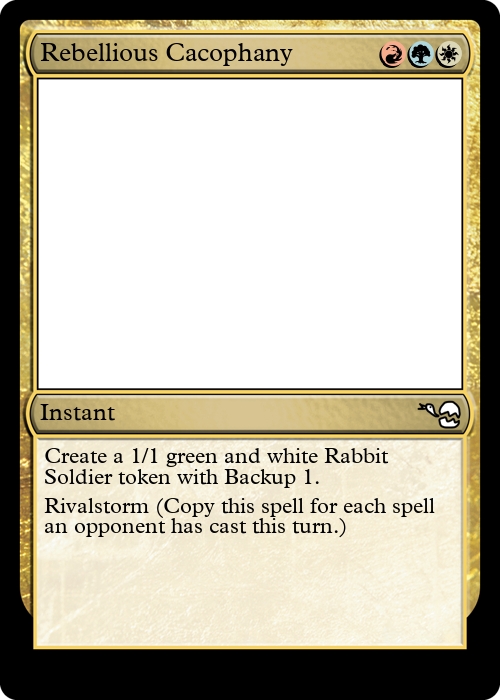 Rebellious Cacophany
Instant
Create a 1/1 green and white Rabbit
Soldier token with Backup 1.
Rivalstorm (Copy this spell for each spell
an opponent has cast this turn.)